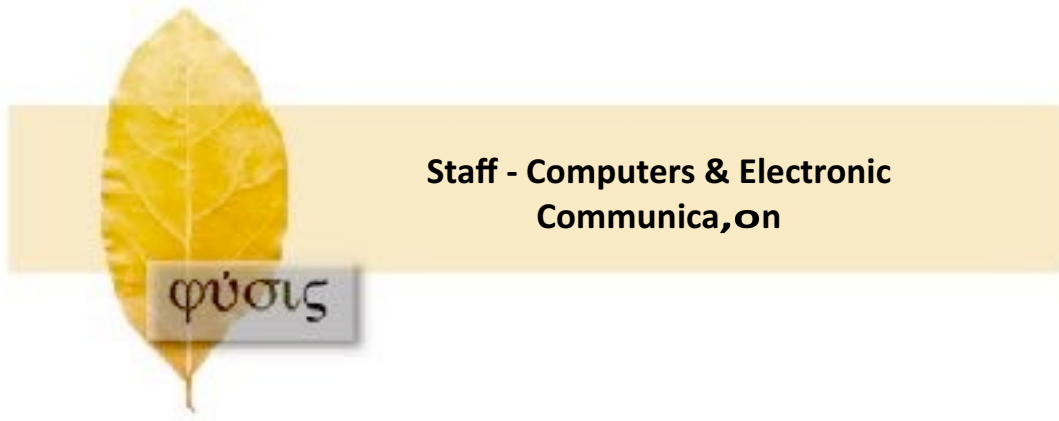 Staff - Computers & Electronic
Communica,on
φύσις